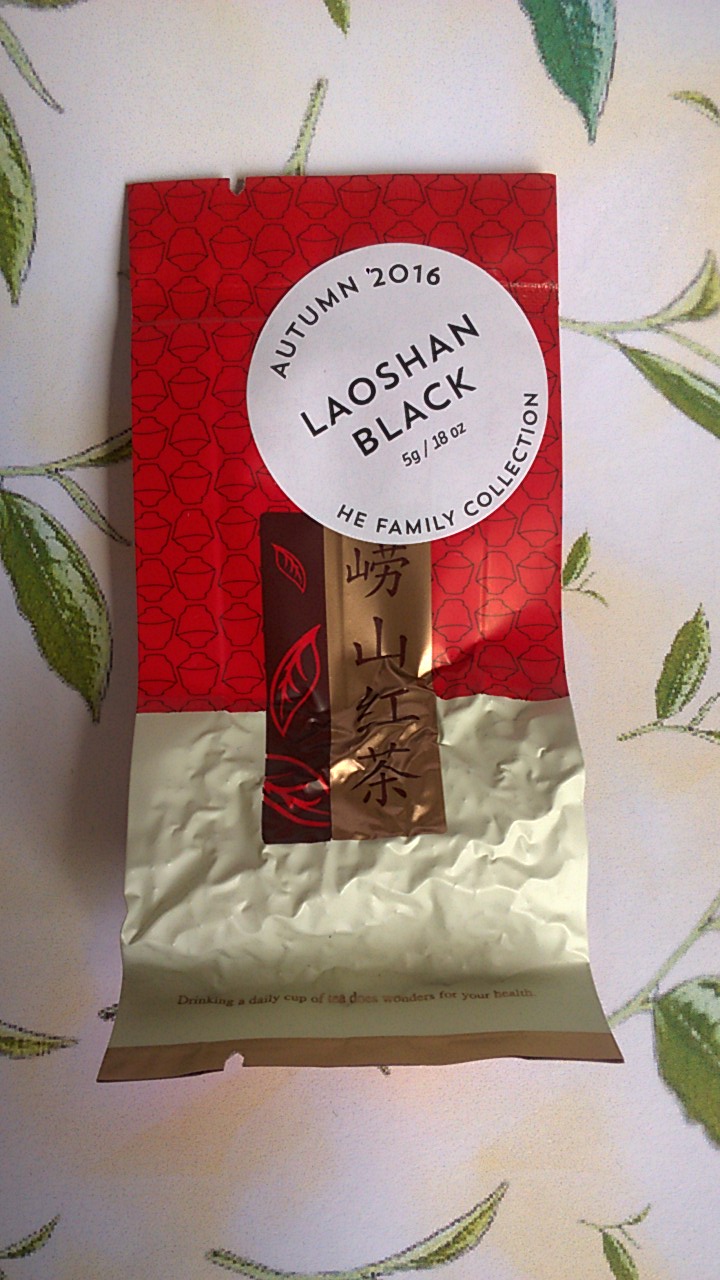 AUTUMN '2016
LAOSHAN
BLACK
5g / .18 oz
HE FAMILY COLLECTION
崂
山
红
茶
Drinking a daily cup of tea does wonders for your health.